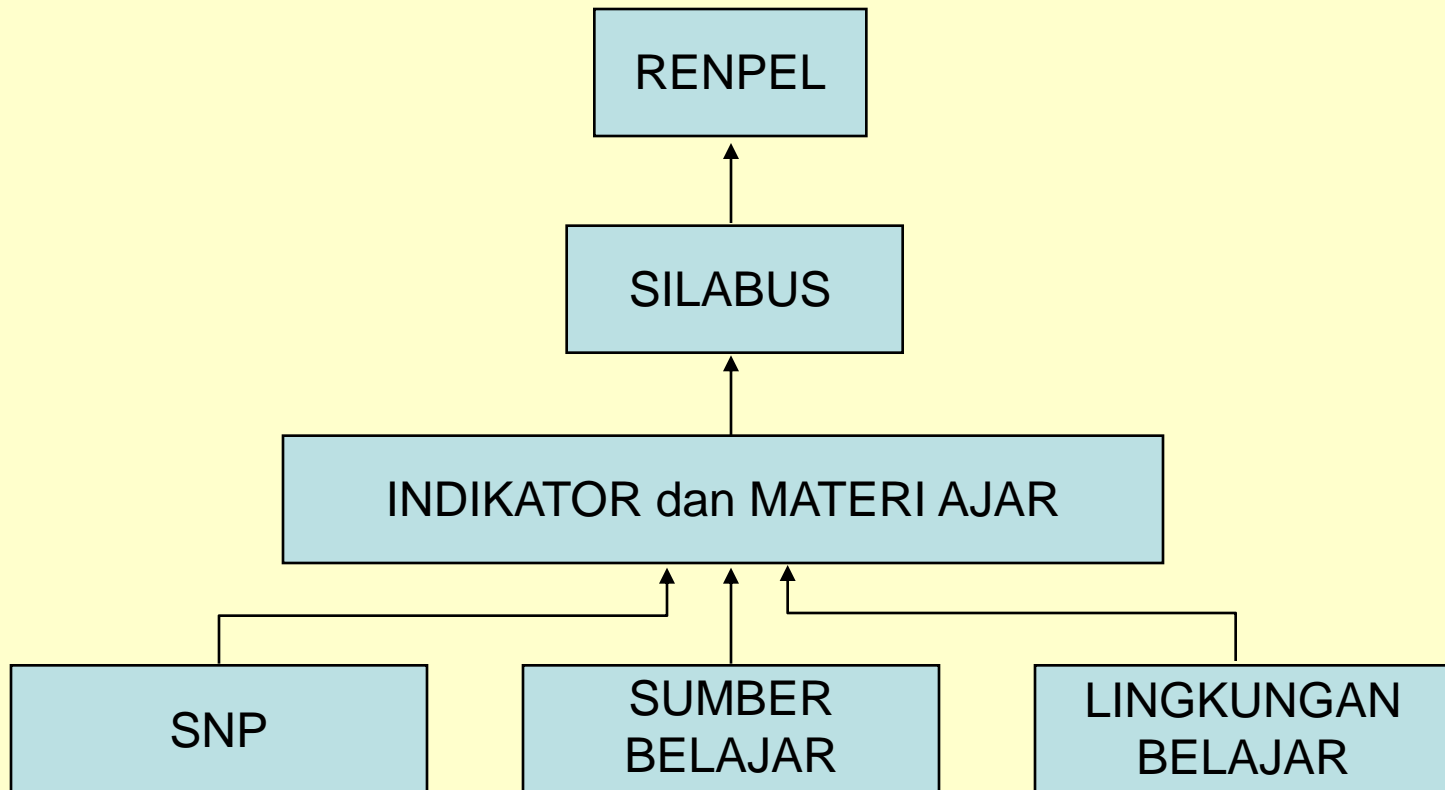 RENPEL
SILABUS
INDIKATOR dan MATERI AJAR
SNP
SUMBER
BELAJAR
LINGKUNGAN
BELAJAR